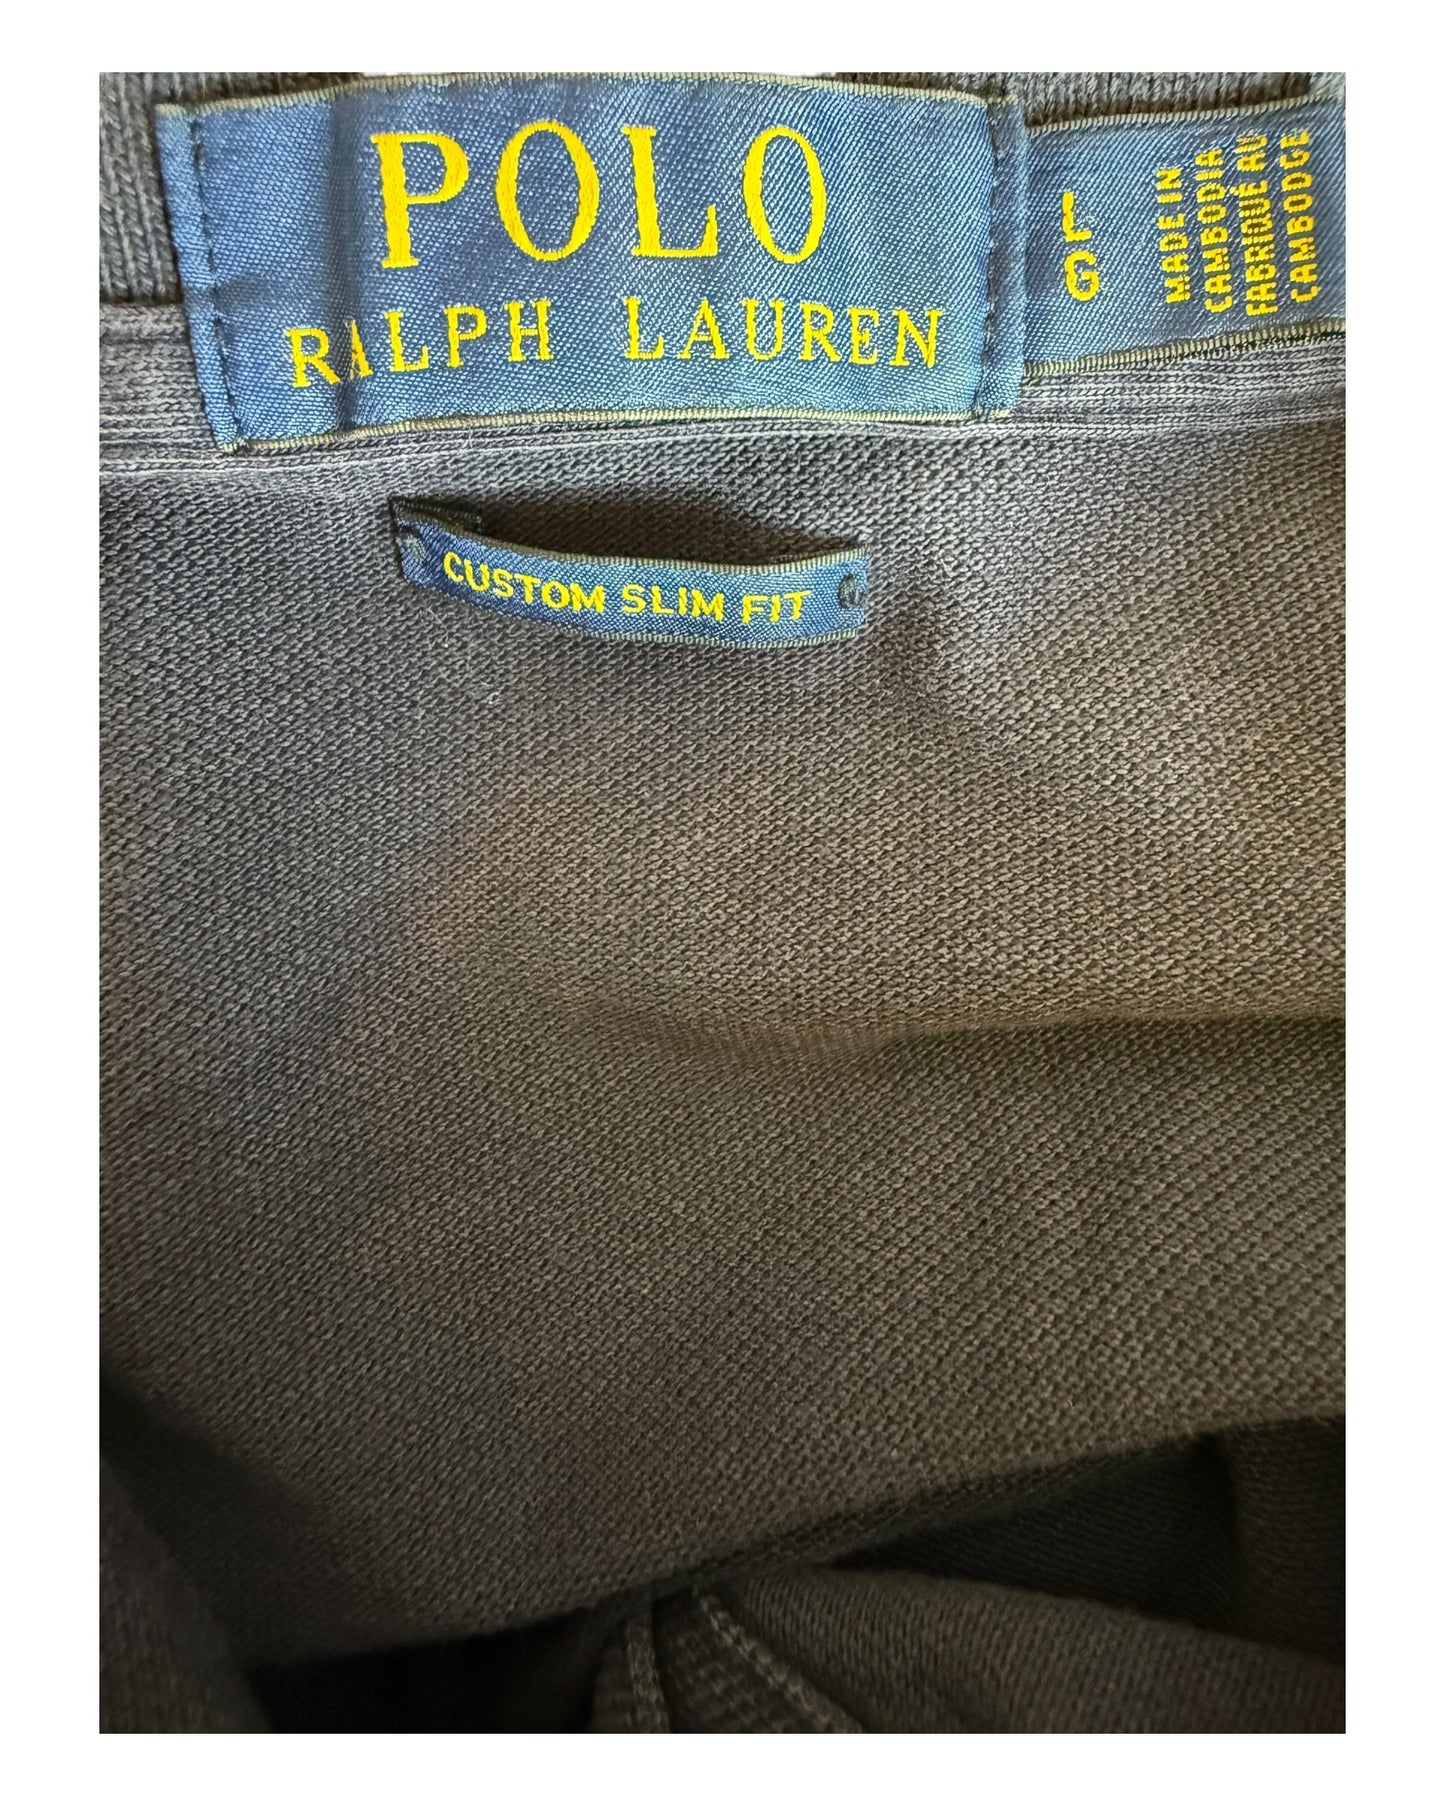 POLO
RALPH LAUREN
L
G
MADE IN
CAMBODIA
FABRIQUÉ AU
CAMBODGE
CUSTOM SLIM FIT